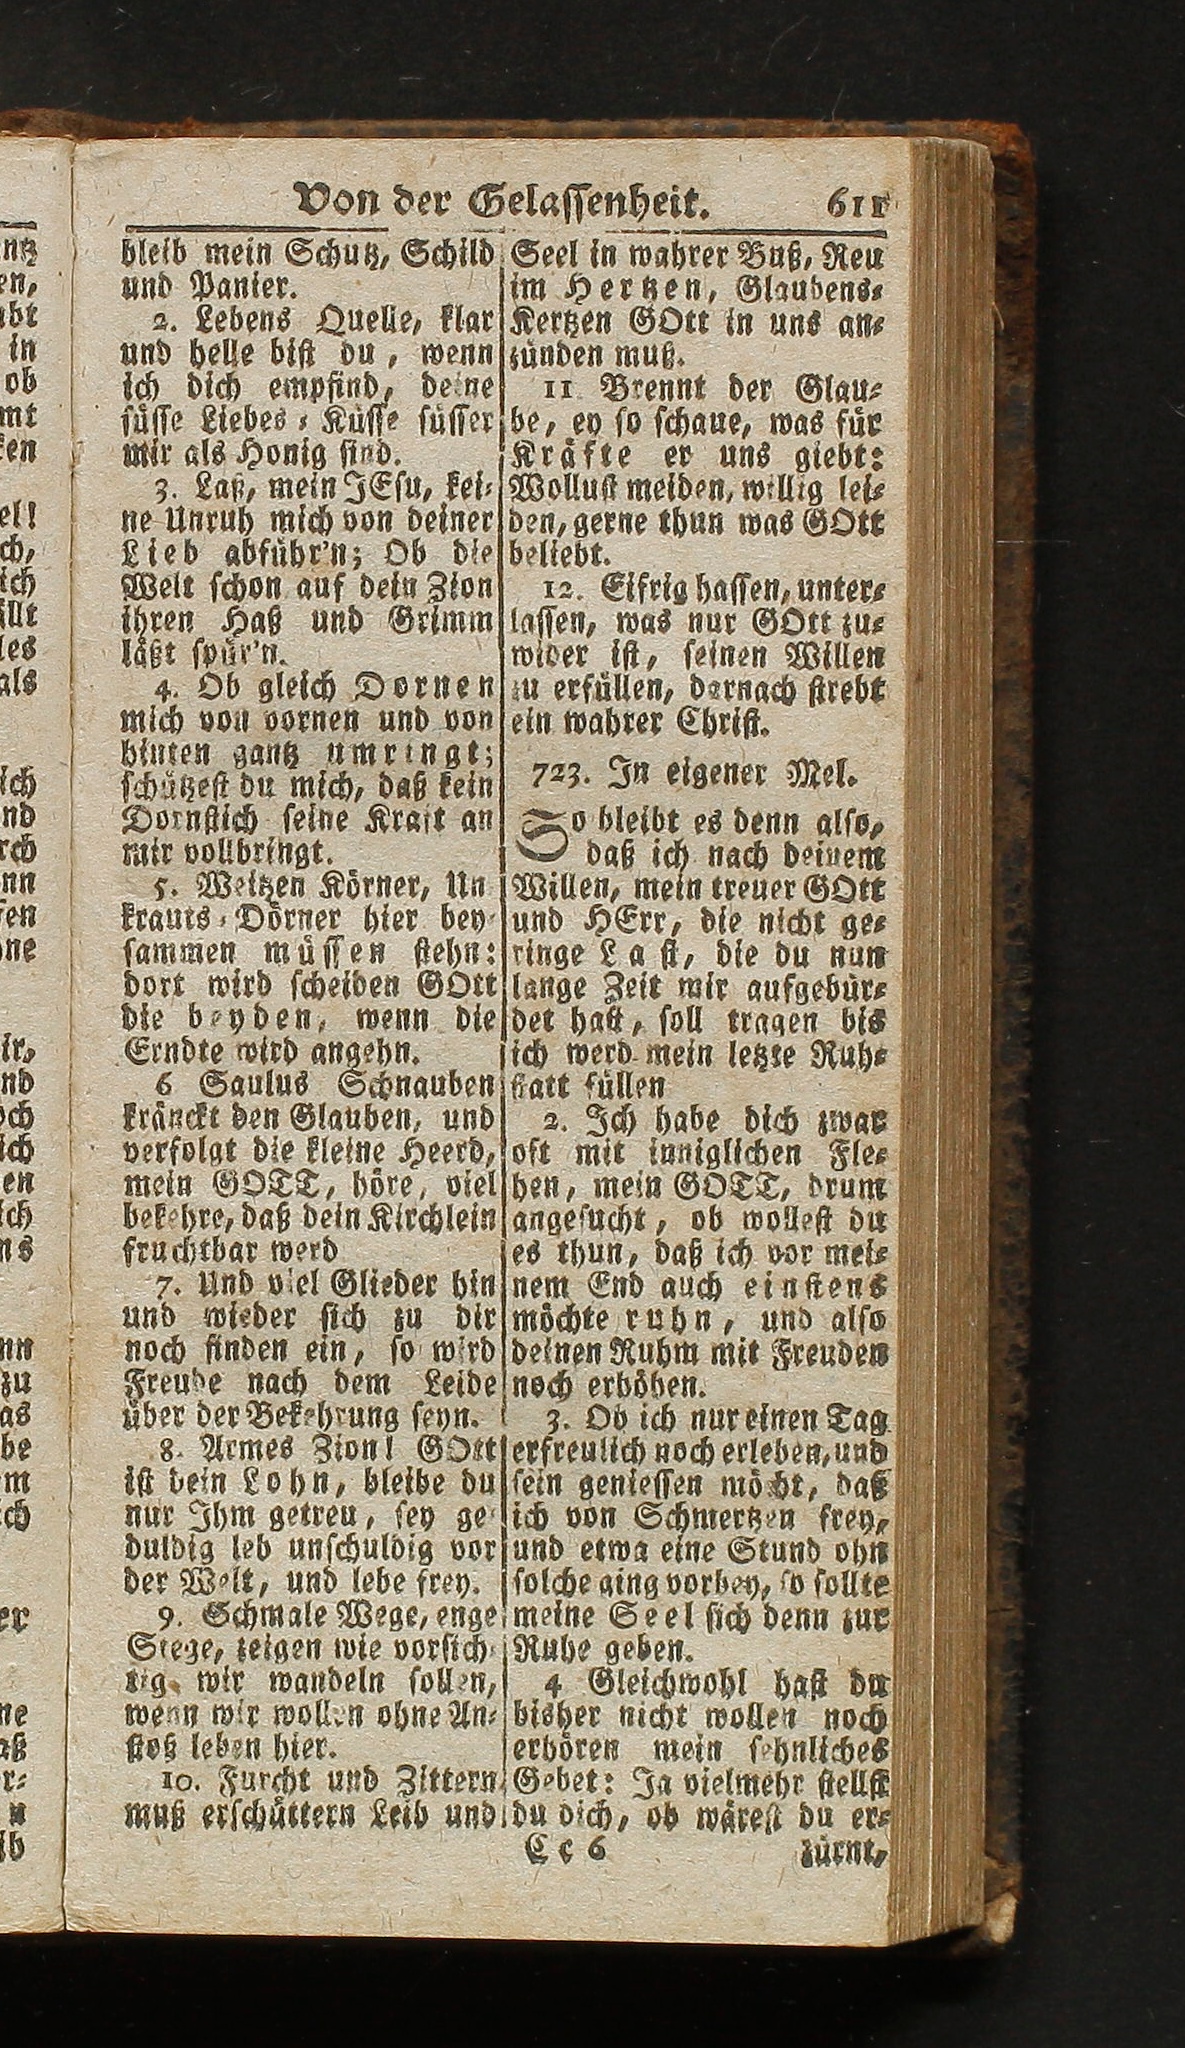 Von der Gelassenheit. 611
bleib mein Schutz, Schild
und Panier.
2. Lebens Quelle, klar
und helle bist du, wenn
ich dich empfind, deine
süsse Liebes-Küsse süsser
mir als Honig sind.
3. Laß, mein JEsu, kei-
ne Unruh mich von deiner
Lieb abführ'n; Ob die
Welt schon auf dein Zion
ihren Haß und Grimm
läßt spür'n.
4. Ob gleich Dornen
mich von vornen und von
hinten gantz umringt;
schützest du mich, daß kein
Dornstich seine Kraft an
mir vollbringt.
5. Weitzen Körner, Un
krauts-Dörner hier bey-
sammen müssen stehn:
dort wird scheiden GOtt
die beyden, wenn die
Erndte wird angehn.
6 Saulus Schnauben
kränckt den Glauben, und
verfolgt die kleine Heerd,
mein GOTT, höre, viel
bekehre, daß dein Kirchlein
fruchtbar werd
7. Und viel Glieder hin
und wieder sich zu dir
noch finden ein, so wird
Freude nach dem Leide
über der Bekehrung seyn.
8. Armes Zion! GOtt
ist dein Lohn, bleibe du
nur Ihm getreu, sey ge-
duldig leb unschuldig vor
der Welt, und lebe frey.
9. Schmale Wege, enge
Stege, zeigen wie vorsich-
tig wir wandeln sollen,
wenn wir wollen ohne An-
stoß leben hier.
10. Furcht und Zittern
muß erschüttern Leib und
Seel in wahrer Buß, Reu
im Hertzen, Glaubens-
Kertzen GOtt in uns an-
zünden muß.
11 Brennt der Glau-
be, ey so schaue, was für
Kräfte er uns giebt:
Wollust meiden, willig lei-
den, gerne thun was GOtt
beliebt.
12. Eifrig hassen, unter-
lassen, was nur GOtt zu-
wider ist, seinen Willen
zu erfüllen, darnach strebt
ein wahrer Christ.
723. In eigener Mel.
So bleibt es denn also,
daß ich nach deinem
Willen, mein treuer GOtt
und HErr, die nicht ge-
ringe Last, die du nun
lange Zeit mir aufgebür-
det hast, soll tragen bis
ich werd mein letzte Ruh-
statt füllen
2. Ich habe dich zwar
oft mit inniglichen Fle-
hen, mein GOTT, drum
angesucht, ob wollest du
es thun, daß ich vor mei-
nem End auch einstens
möchte ruhn, und also
deinen Ruhm mit Freuden
noch erhöhen.
3. Ob ich nur einen Tag
erfreulich noch erleben, und
sein geniessen möcht, daß
ich von Schmertzen frey,
und etwa eine Stund ohn
solche ging vorbey, so sollte
meine Seel sich denn zur
Ruhe geben.
4 Gleichwohl hast du
bisher nicht wollen noch
erhören mein sehnliches
Gebet: Ja vielmehr stellst
du dich, ob wärest du er-
Cc 6 zürnt,